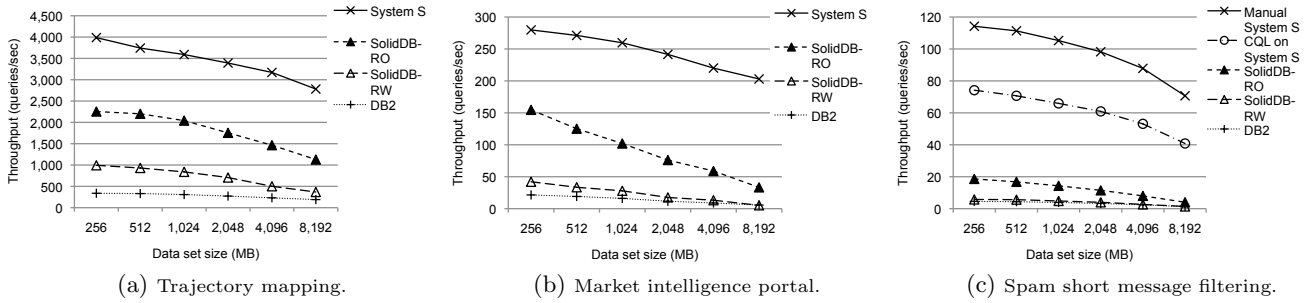 4,500
4,000
3,500
3,000
2,500
2,000
1,500
1,000
500
0
Throughput (queries/sec)
256 512 1,024 2,048 4,096 8,192
Data set size (MB)
System S
SolidDB-
RO
SolidDB-
RW
DB2
(a) Trajectory mapping.
300
250
200
150
100
50
0
Throughput (queries/sec)
256 512 1,024 2,048 4,096 8,192
Data set size (MB)
System S
SolidDB-
RO
SolidDB-
RW
DB2
(b) Market intelligence portal.
120
100
80
60
40
20
0
Throughput (queries/sec)
256 512 1,024 2,048 4,096 8,192
Data set size (MB)
Manual
System S
CQL on
System S
SolidDB-
RO
SolidDB-
RW
DB2
(c) Spam short message filtering.